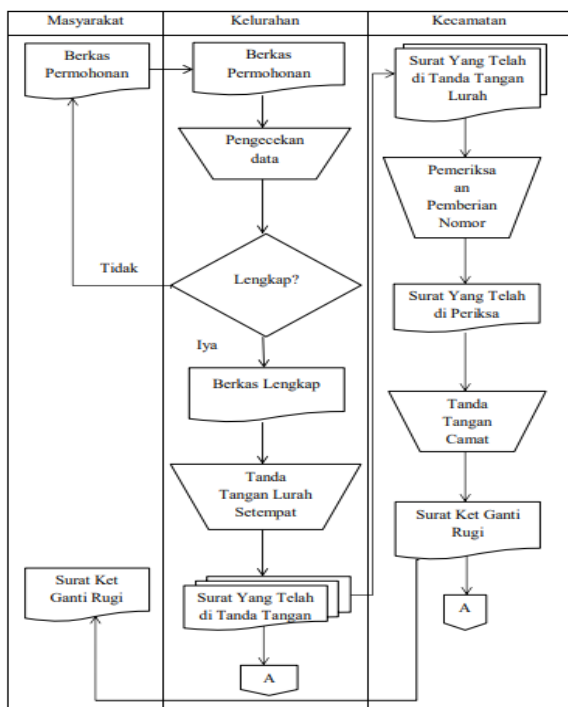 Masyarakat
Kelurahan
Kecamatan
Berkas
Permohonan
Berkas
Permohonan
Surat Yang Telah
di Tanda Tangan
Lurah
Pengecekan
data
Pemeriksa
an
Pemberian
Nomor
Tidak
Lengkap?
Surat Yang Telah
di Periksa
Iya
Berkas Lengkap
Tanda
Tangan
Camat
Tanda
Tangan Lurah
Setempat
Surat Ket Ganti
Rugi
Surat Ket
Ganti Rugi
Surat Yang Telah
di Tanda Tangan
A
A